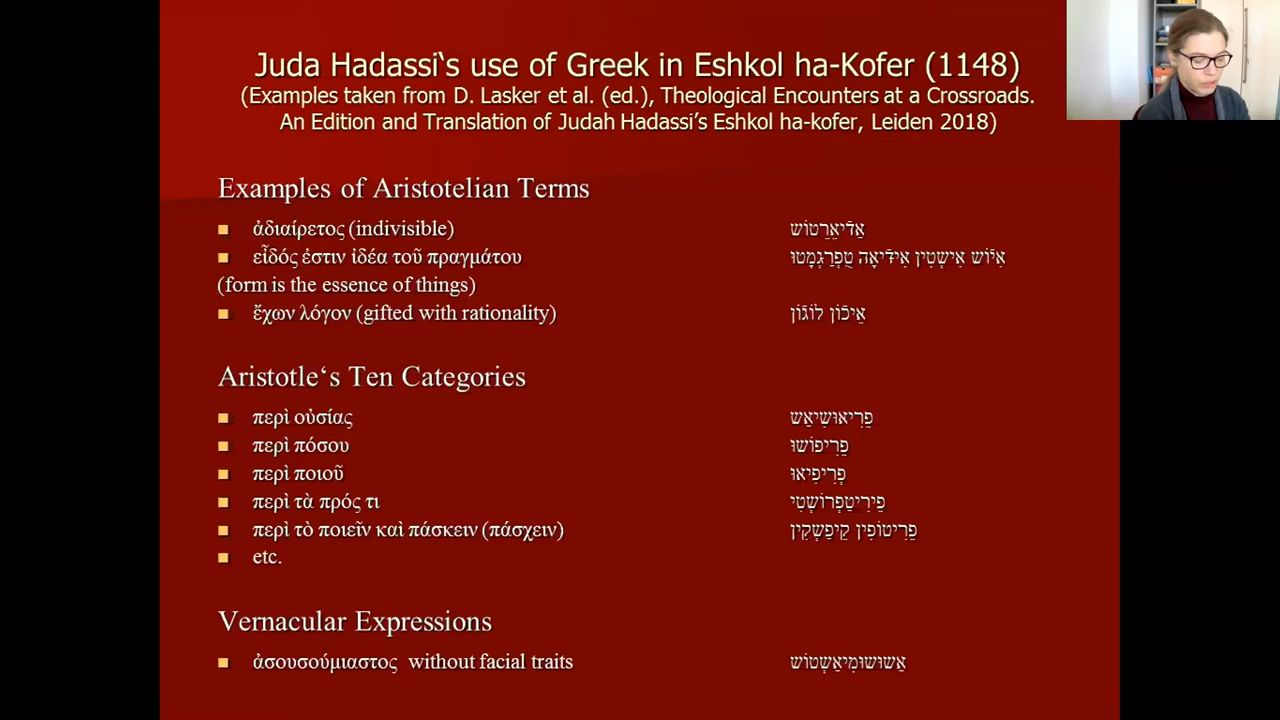 Juda Hadassi‘s use of Greek in Eshkol ha-Kofer (1148)
(Examples taken from D. Lasker et al. (ed.), Theological Encounters at a Crossroads.
An Edition and Translation of Judah Hadassi’s Eshkol ha-kofer, Leiden 2018)
Examples of Aristotelian Terms
ἀδιαίρετος (indivisible) אַדִיאֵרֵטוֹש
εἶδός ἐστιν ἰδέα τοῦ πραγμάτου אִיוֹש אִישְטִין אִידִיאָה טֻפְרַגְמָטוּ
(form is the essence of things)
ἔχων λόγον (gifted with rationality) אֵיכוֹן לוֹגוֹן
Aristotle‘s Ten Categories
περὶ οὐσίας פֵרִיאוּשִיאַש
περὶ πόσου פֵרִיפוֹשוּ
περὶ ποιοῦ פְרִיפִיאוּ
περὶ τὰ πρός τι פֵירִיטַפְרוֹשְטִי
περὶ τὸ ποιεῖν καὶ πάσκειν (πάσχειν) פֵרִיטוֹפִין קֵיפַשְקִין
etc.
Vernacular Expressions
ἀσουσούμιαστος without facial traits אַשוּשוּמִיאַשְטוֹש